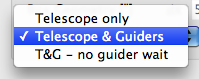 Telescope only
✓ Telescope & Guiders
T&G - no guider wait